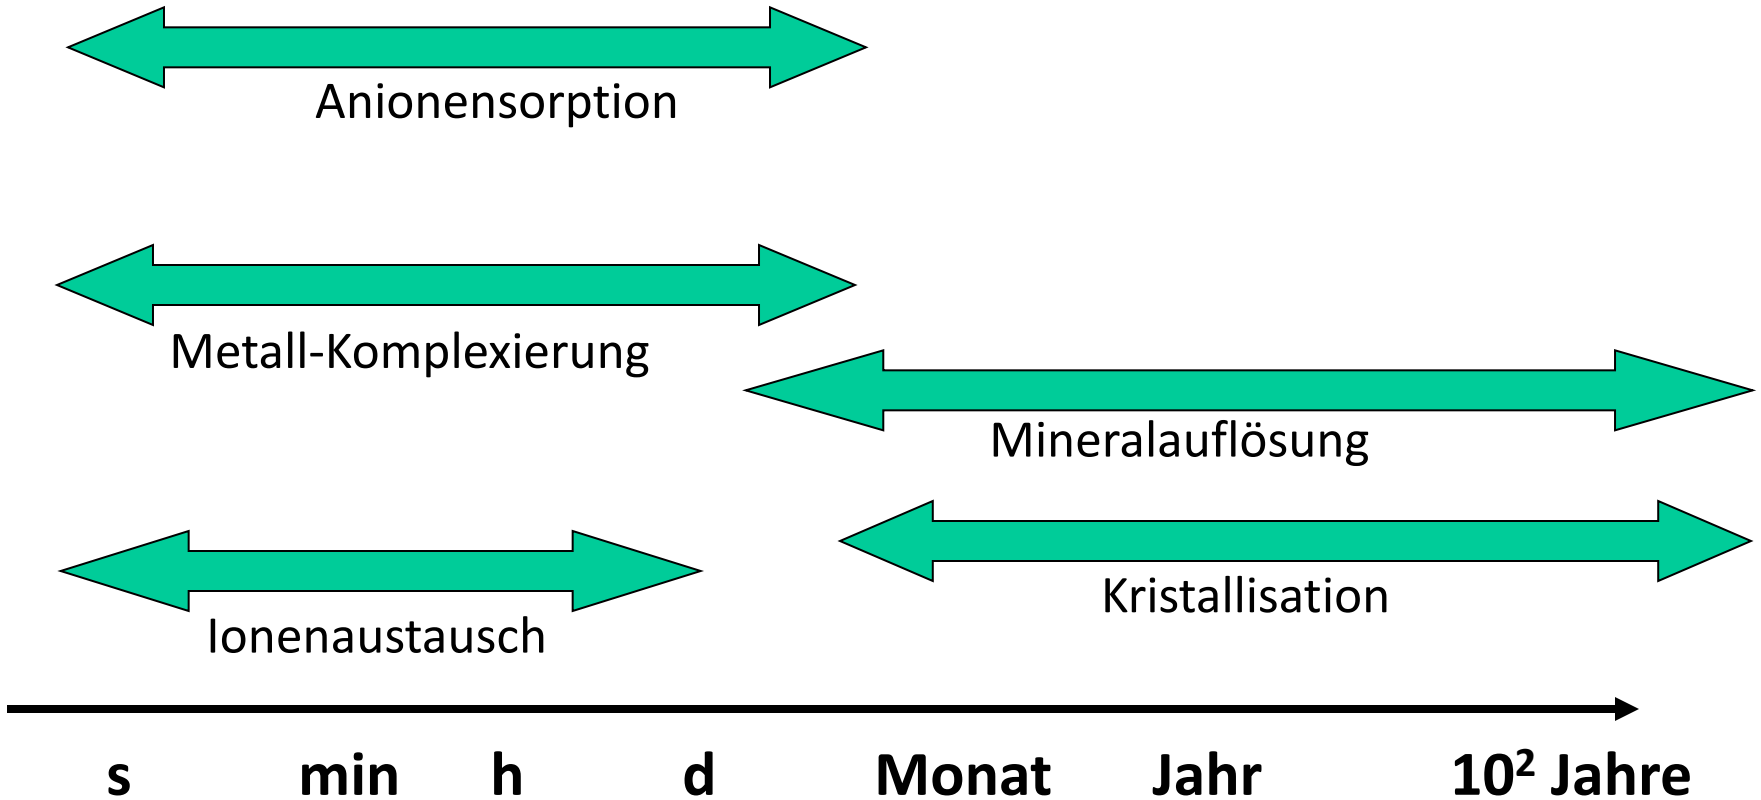 Anionensorption
Metall-Komplexierung
Mineralauflösung
Kristallisation
Ionenaustausch
s min h d Monat Jahr 10² Jahre